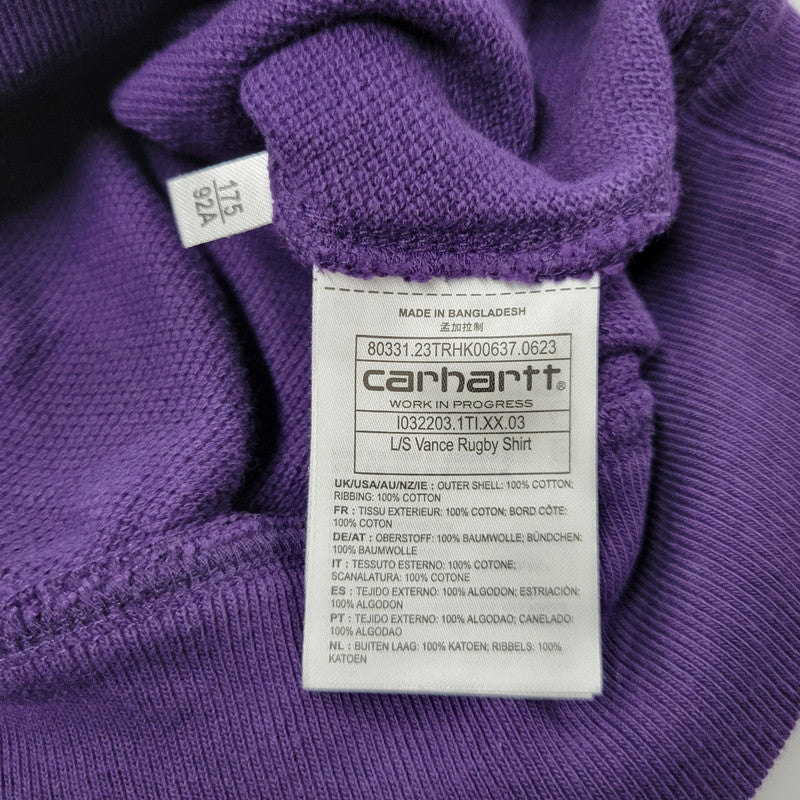 175
92A
MADE IN BANGLADESH
孟加拉制
80331.23TRHK00637.0623
carhartt®
WORK IN PROGRESS
I032203.1TI.XX.03
L/S Vance Rugby Shirt
UK/USA/AU/NZ/IE : OUTER SHELL: 100% COTTON;
RIBBING: 100% COTTON
FR : TISSU EXTERIEUR: 100% COTON; BORD CÔTE:
100% COTON
DE/AT : OBERSTOFF: 100% BAUMWOLLE; BÜNDCHEN:
100% BAUMWOLLE
IT : TESSUTO ESTERNO: 100% COTONE;
SCANALATURA: 100% COTONE
ES : TEJIDO EXTERNO: 100% ALGODON; ESTRIACIÓN:
100% ALGODON
PT : TEJIDO EXTERNO: 100% ALGODAO; CANELADO:
100% ALGODAO
NL : BUITEN LAAG: 100% KATOEN; RIBBELS: 100%
KATOEN